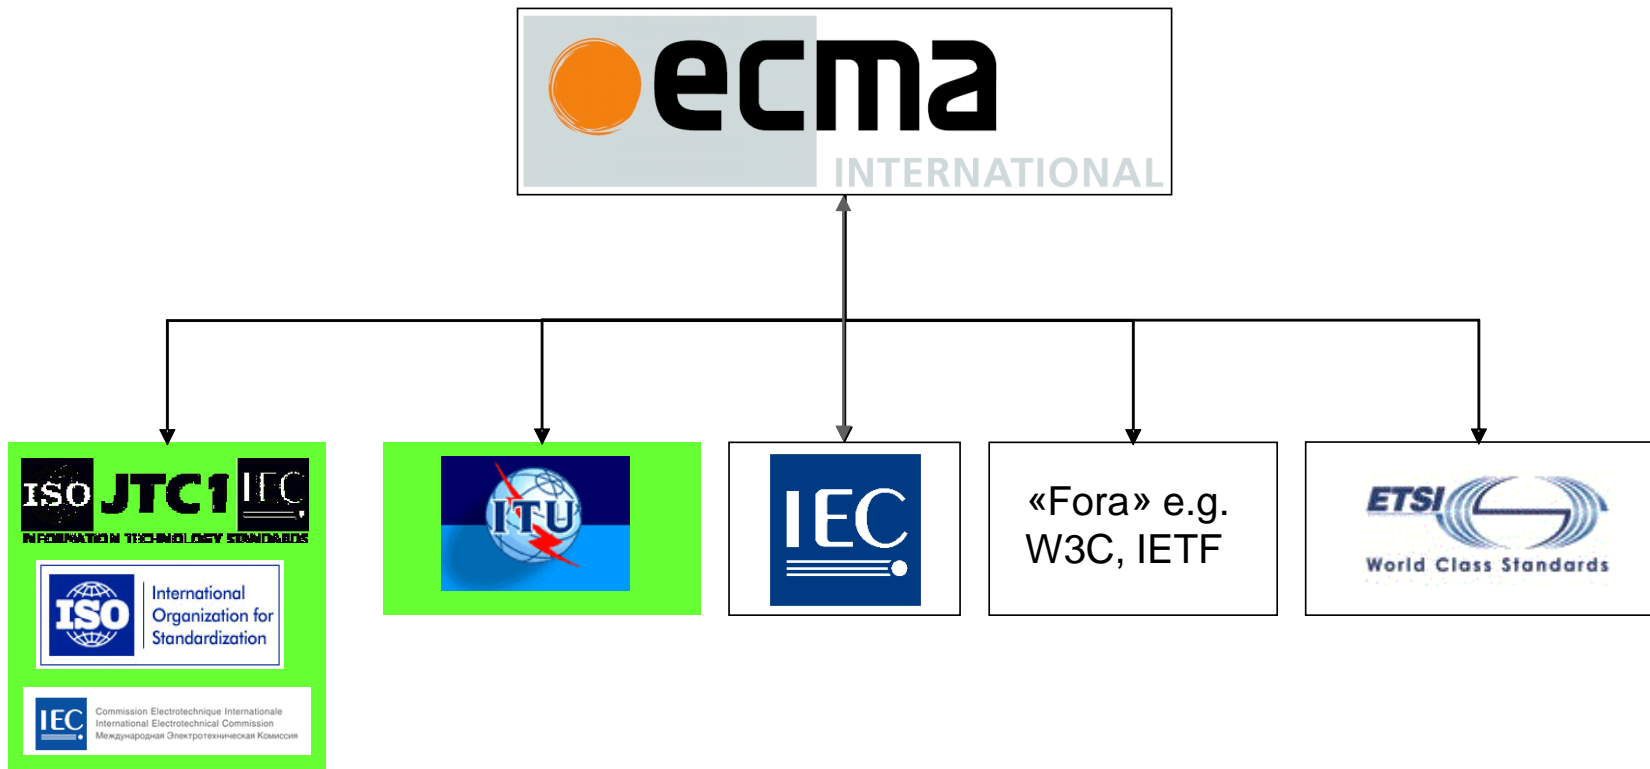 ecma
INTERNATIONAL
ISO JTC1 IEC
INFORMATION TECHNOLOGY STANDARDS
ISO
International
Organization for
Standardization
IEC
Commission Electrotechnique Internationale
International Electrotechnical Commission
Международная Электротехническая Комиссия
ITU
IEC
«Fora» e.g.
W3C, IETF
ETSI
World Class Standards